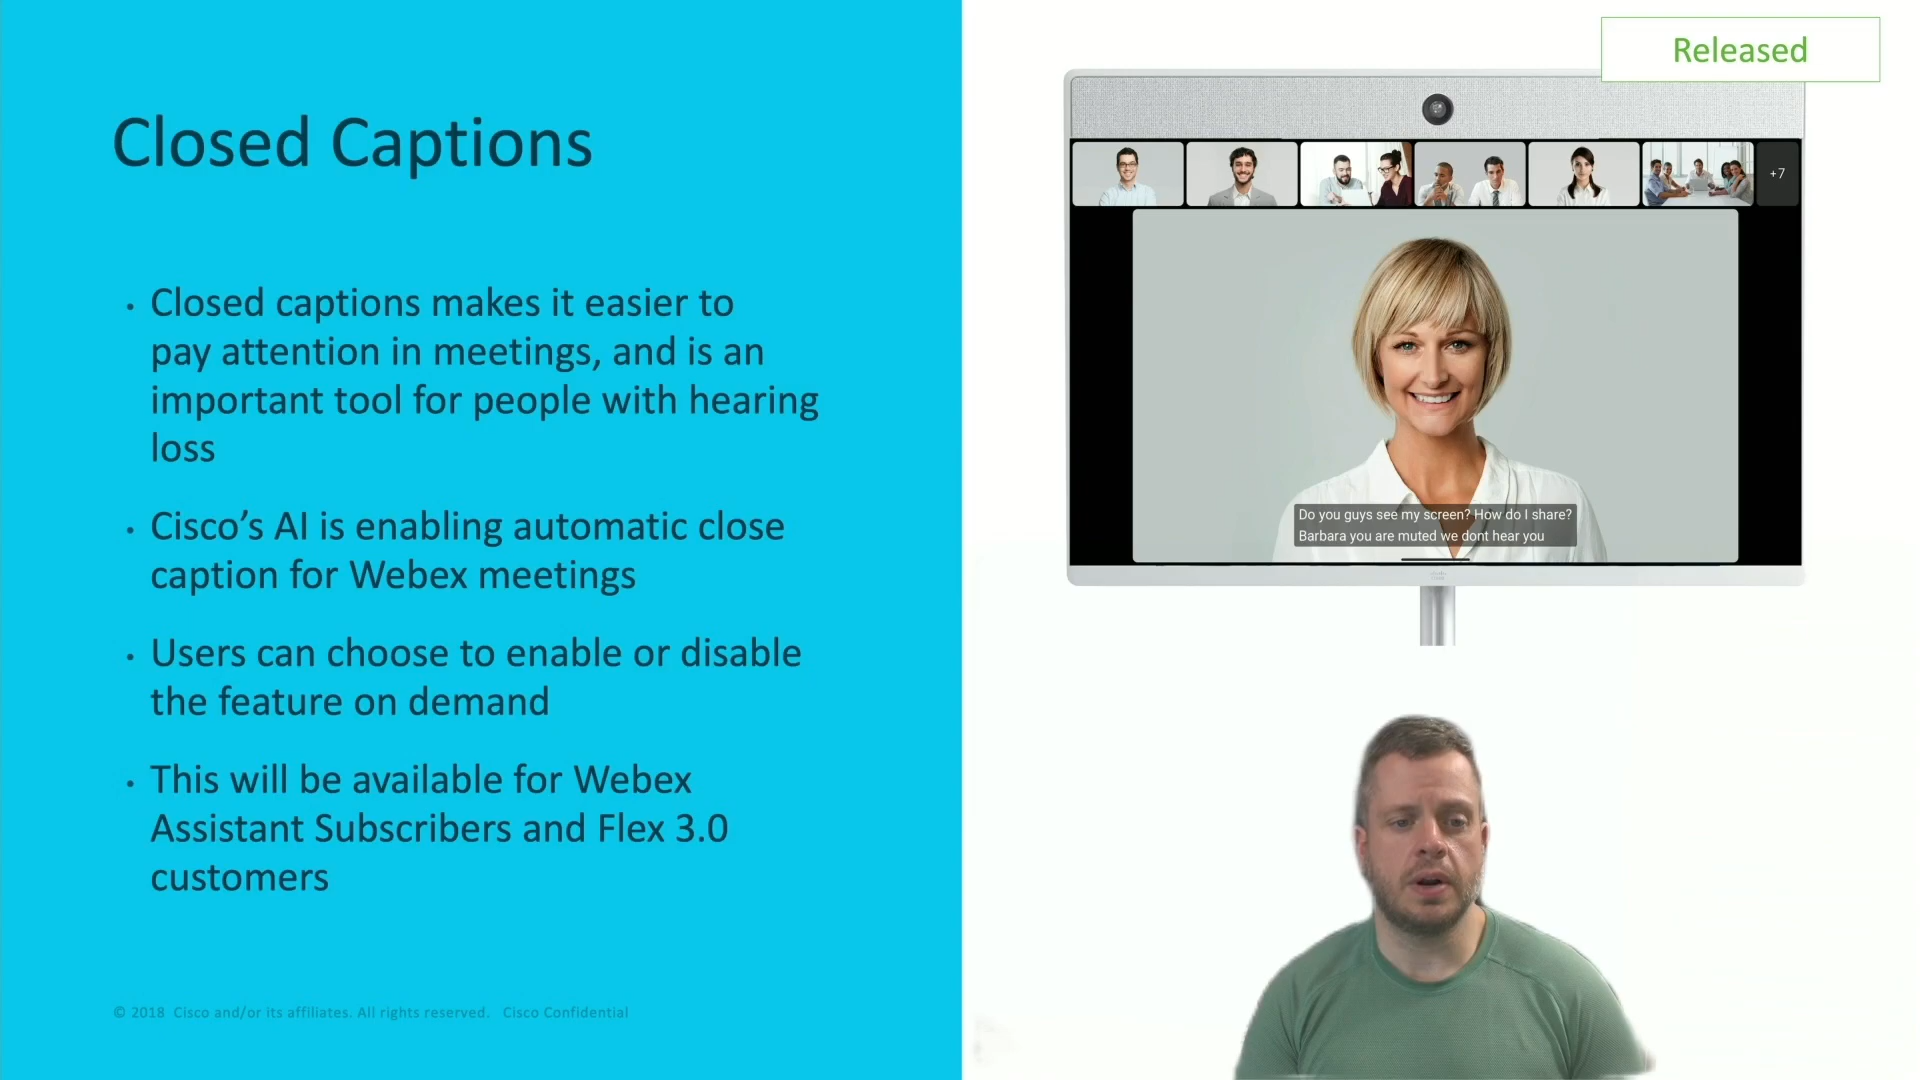 Released
Closed Captions
• Closed captions makes it easier to
pay attention in meetings, and is an
important tool for people with hearing
loss
• Cisco’s AI is enabling automatic close
caption for Webex meetings
• Users can choose to enable or disable
the feature on demand
• This will be available for Webex
Assistant Subscribers and Flex 3.0
customers
+7
Do you guys see my screen? How do I share?
Barbara you are muted we dont hear you
© 2018 Cisco and/or its affiliates. All rights reserved. Cisco Confidential